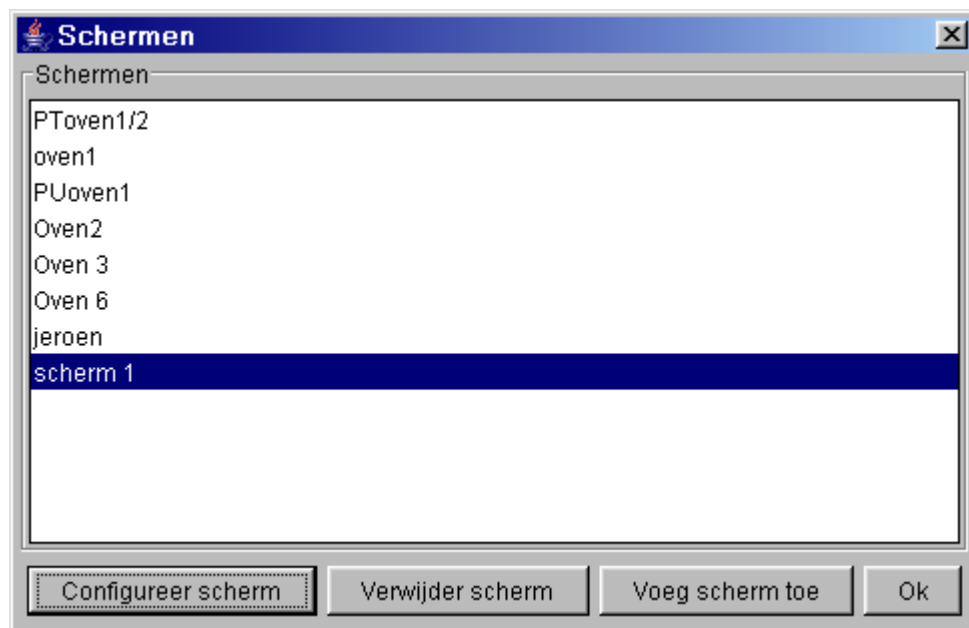 Schermen
Schermen
PToven1/2
oven1
PUoven1
Oven2
Oven 3
Oven 6
jeroen
scherm 1
Configureer scherm Verwijder scherm Voeg scherm toe Ok